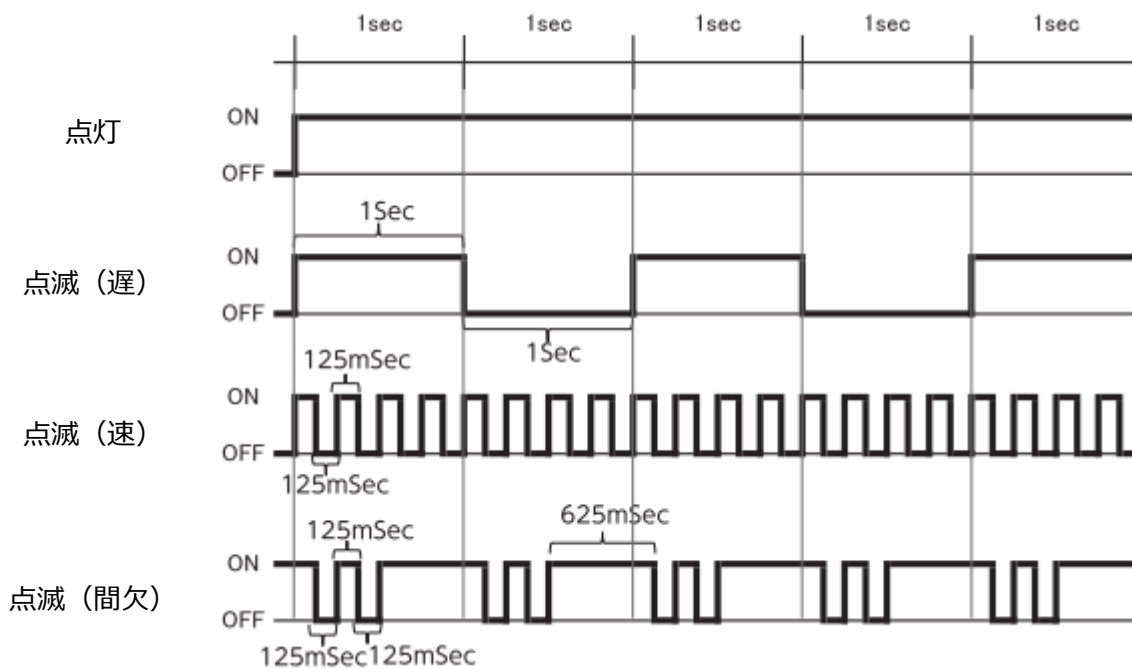 1sec 1sec 1sec 1sec 1sec
点灯
ON
OFF
1Sec
点滅（遅）
ON
OFF
1Sec
125mSec
点滅（速）
ON
OFF
125mSec
625mSec
125mSec
点滅（間欠）
ON
OFF
125mSec 125mSec